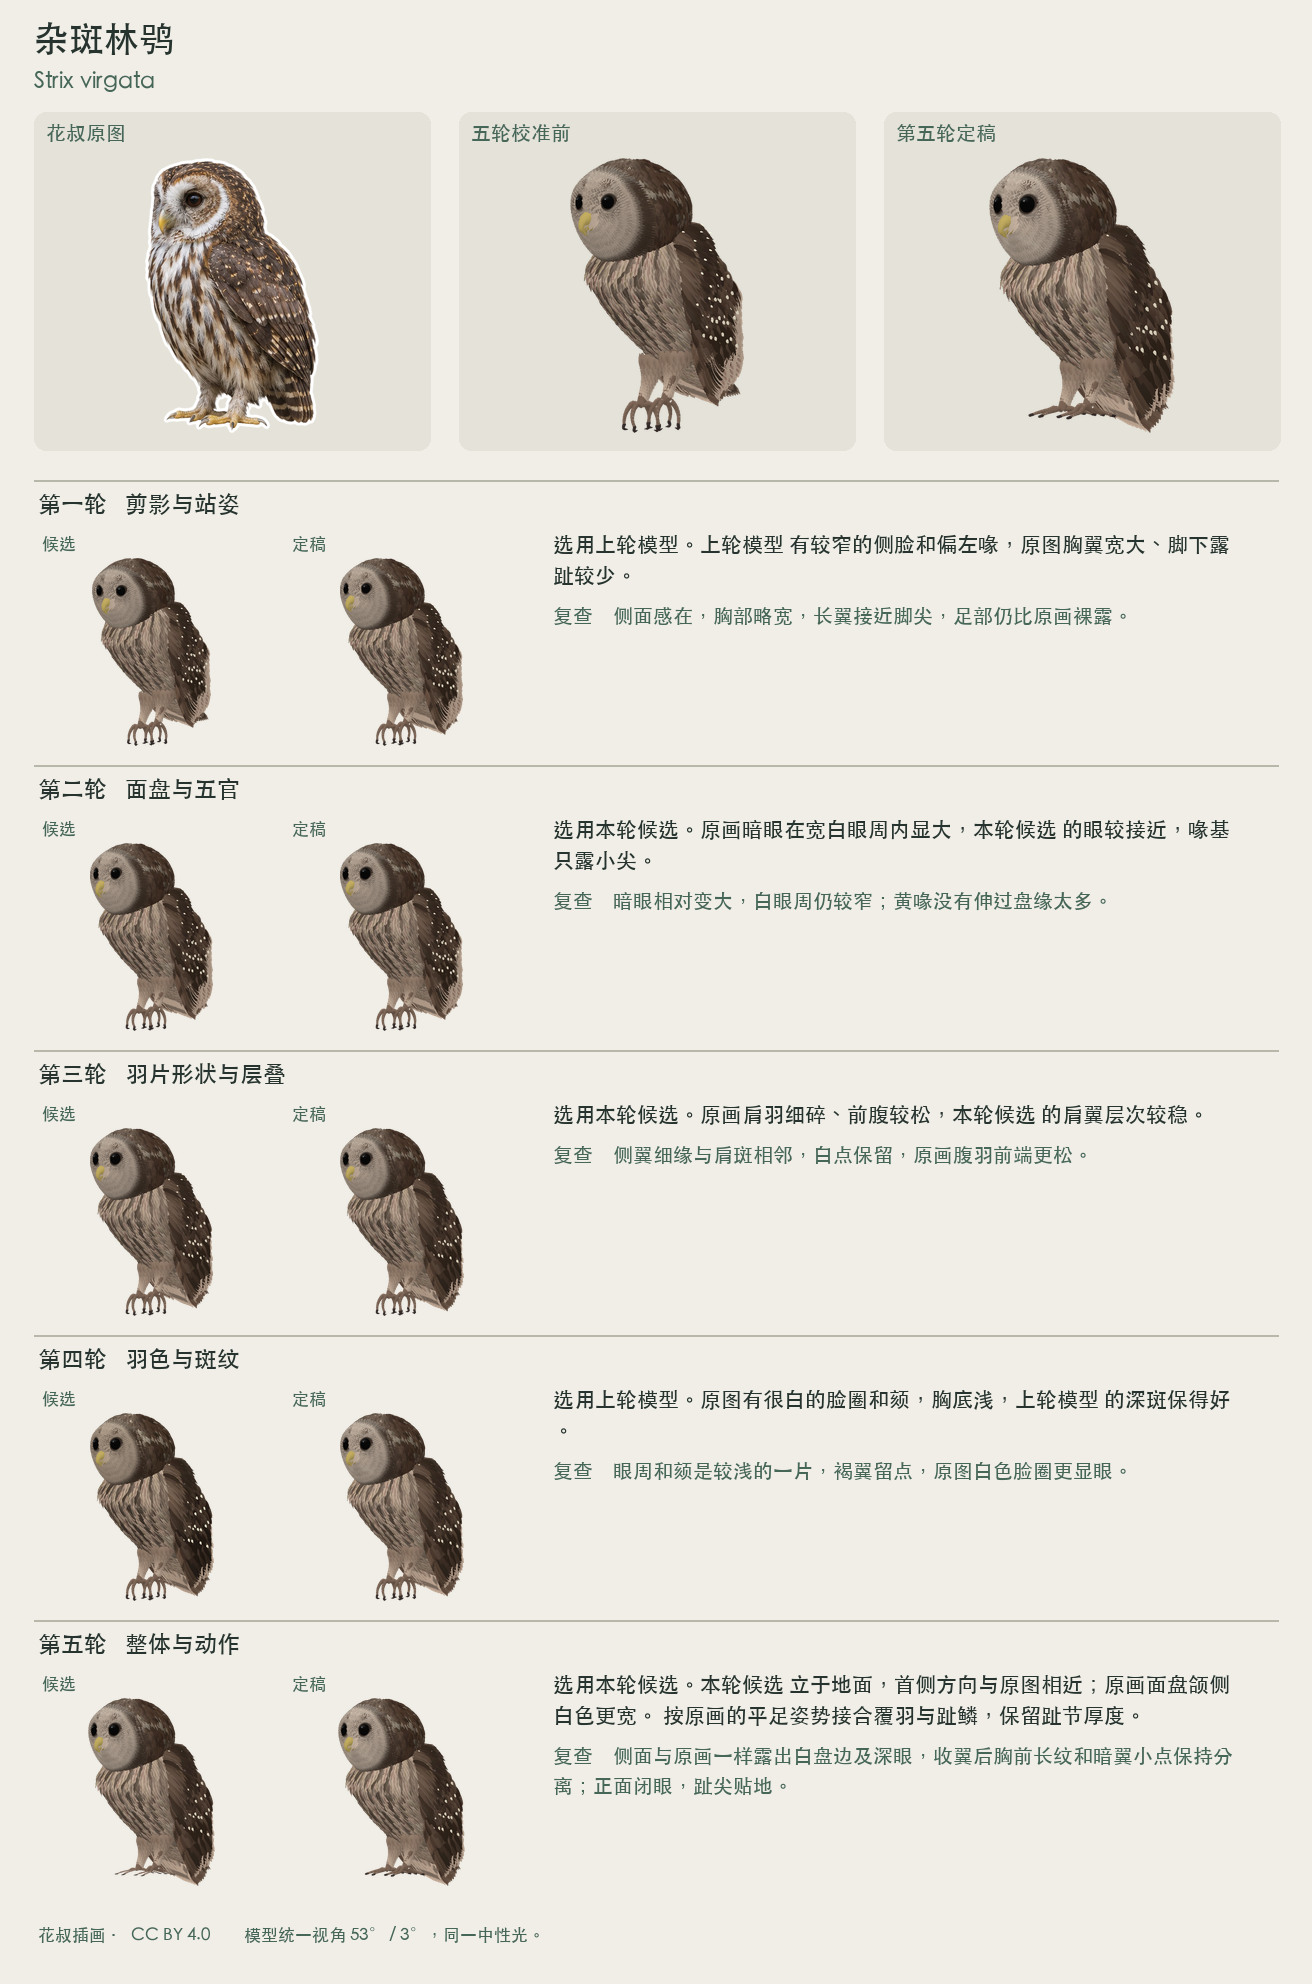 杂斑林鸮
Strix virgata
花叔原图
五轮校准前
第五轮定稿
第一轮 剪影与站姿
候选
定稿
选用上轮模型。上轮模型 有较窄的侧脸和偏左喙，原图胸翼宽大、脚下露
趾较少。
复查 侧面感在，胸部略宽，长翼接近脚尖，足部仍比原画裸露。
第二轮 面盘与五官
候选
定稿
选用本轮候选。原画暗眼在宽白眼周内显大，本轮候选 的眼较接近，喙基
只露小尖。
复查 暗眼相对变大，白眼周仍较窄；黄喙没有伸过盘缘太多。
第三轮 羽片形状与层叠
候选
定稿
选用本轮候选。原画肩羽细碎、前腹较松，本轮候选 的肩翼层次较稳。
复查 侧翼细缘与肩斑相邻，白点保留，原画腹羽前端更松。
第四轮 羽色与斑纹
候选
定稿
选用上轮模型。原图有很白的脸圈和颏，胸底浅，上轮模型 的深斑保得好
。
复查 眼周和颏是较浅的一片，褐翼留点，原图白色脸圈更显眼。
第五轮 整体与动作
候选
定稿
选用本轮候选。本轮候选 立于地面，首侧方向与原图相近；原画面盘颌侧
白色更宽。 按原画的平足姿势接合覆羽与趾鳞，保留趾节厚度。
复查 侧面与原画一样露出白盘边及深眼，收翼后胸前长纹和暗翼小点保持分
离；正面闭眼，趾尖贴地。
花叔插画 · CC BY 4.0 模型统一视角 53° / 3°，同一中性光。